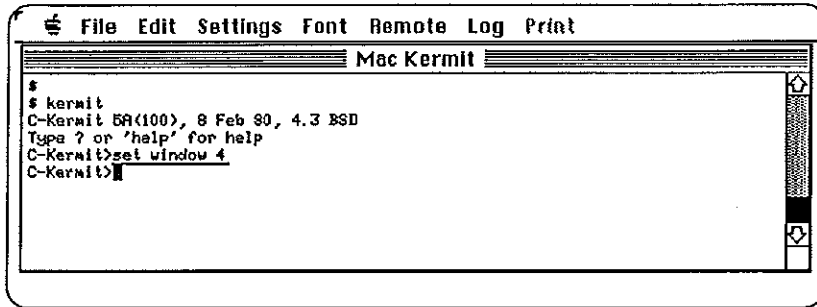 File Edit Settings Font Remote Log Print
Mac Kermit
$
$ kermit
C-Kermit 5A(100), 8 Feb 80, 4.3 BSD
Type ? or 'help' for help
C-Kermit>set window 4
C-Kermit>